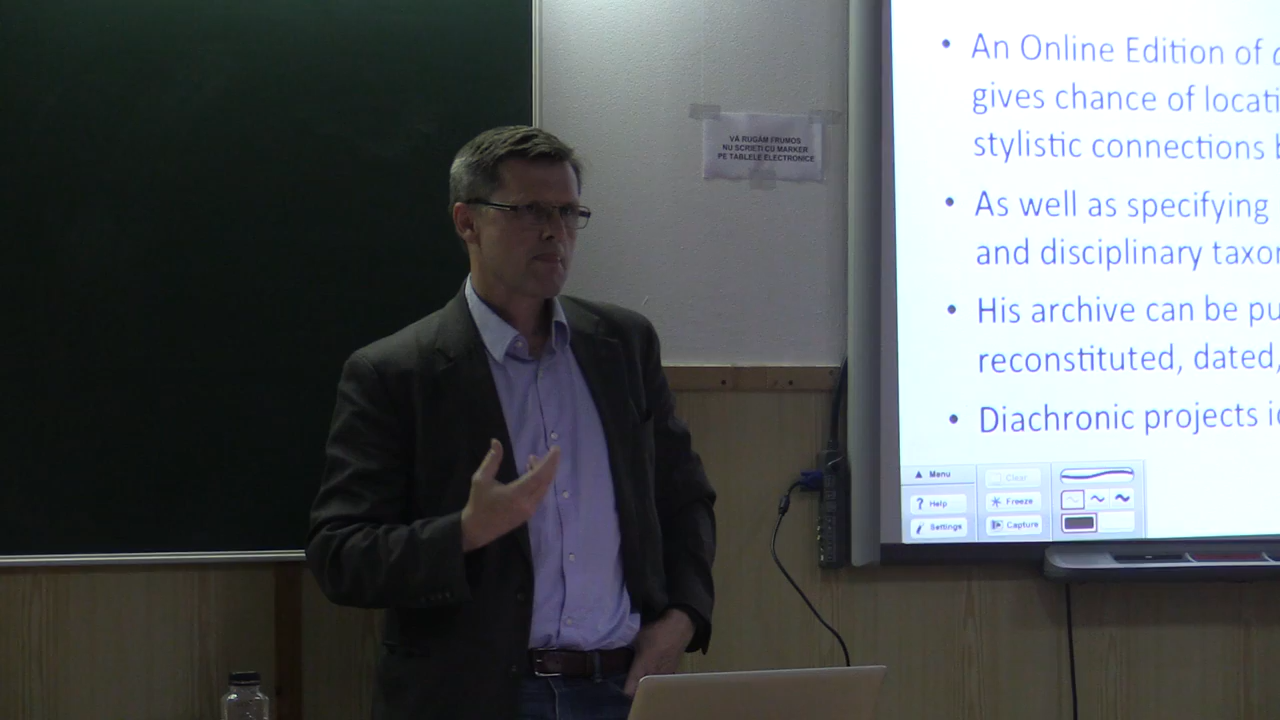 VĂ RUGĂM FRUMOS
NU SCRIEȚI CU MARKER
PE TABLELE ELECTRONICE
• An Online Edition of
gives chance of locati
stylistic connections b
• As well as specifying
and disciplinary taxon
• His archive can be pu
reconstituted, dated,
• Diachronic projects i
Menu
Clear
? Help
Freeze
Settings
Capture